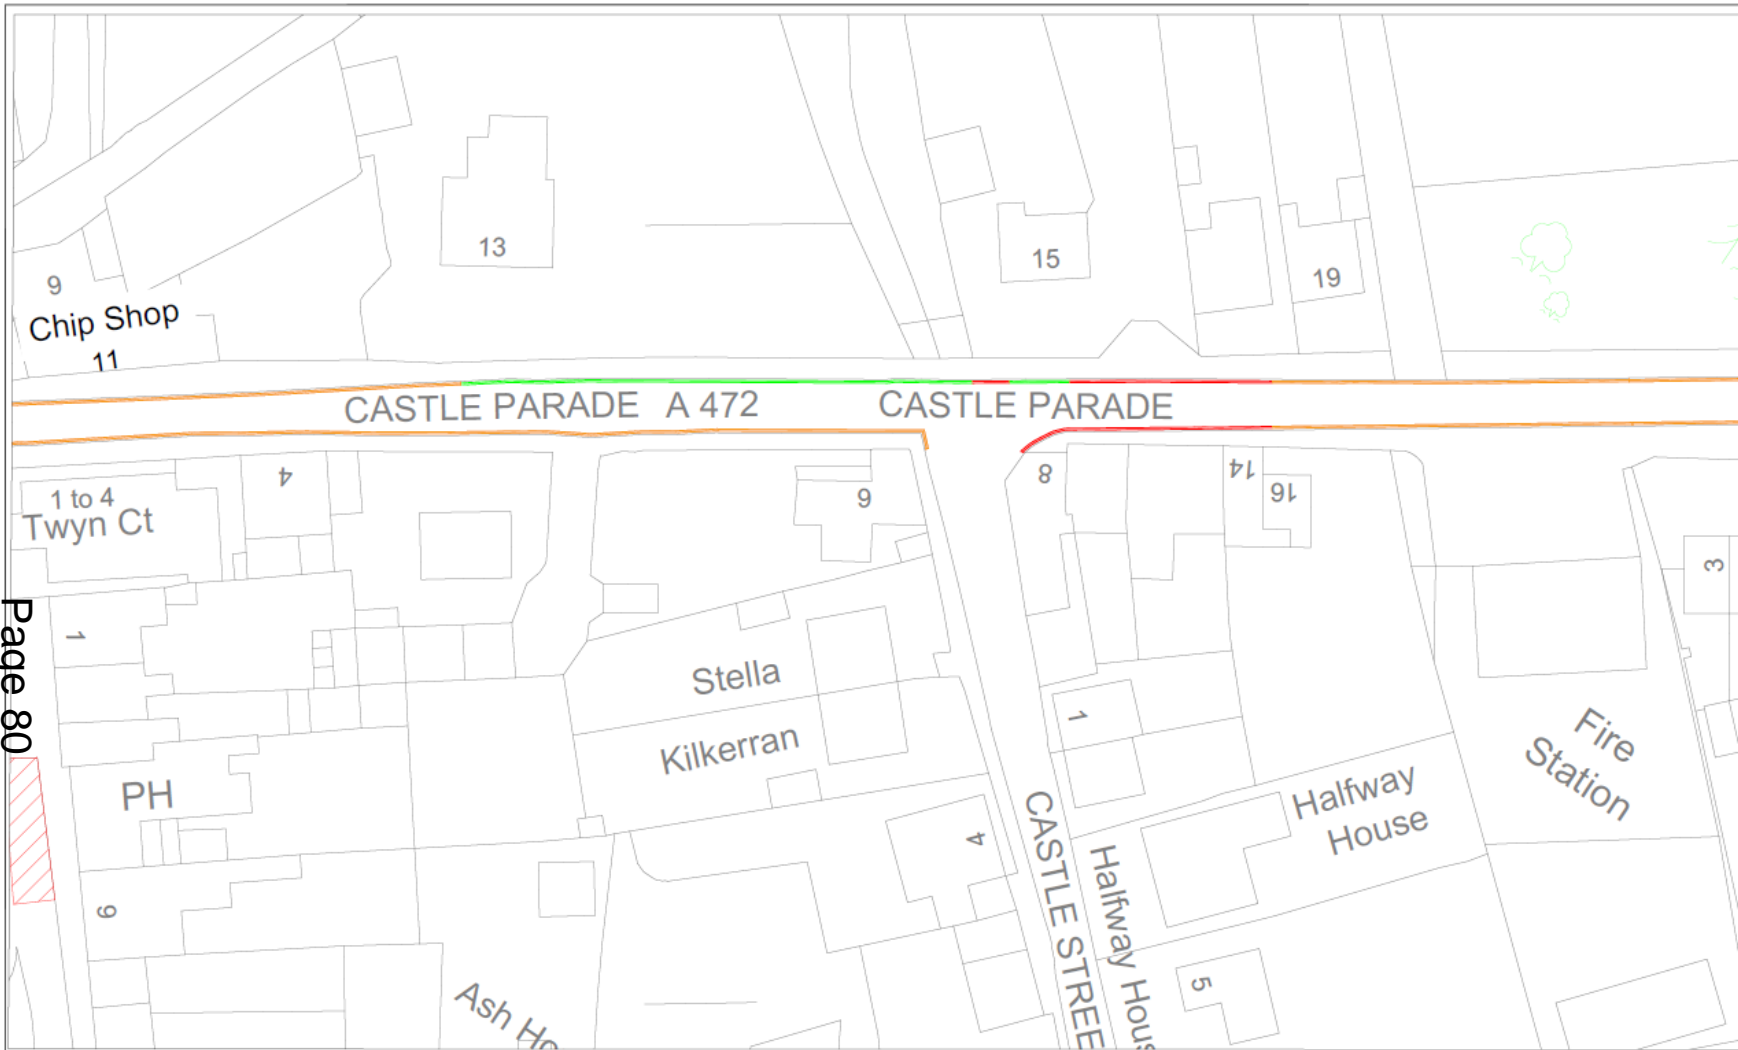 13
15
19
9
Chip Shop
11
CASTLE PARADE A 472 CASTLE PARADE
1 to 4
Twyn Ct
4
9
8
14
16
3
1
Page 80
Stella
Kilkerran
1
PH
Fire
Station
Halfway
House
4
CASTLE STREE
Halfway Hous
6
5
Ash Ho